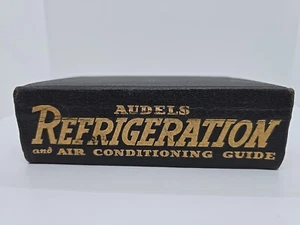 AUDELS
REFRIGERATION
and AIR CONDITIONING GUIDE